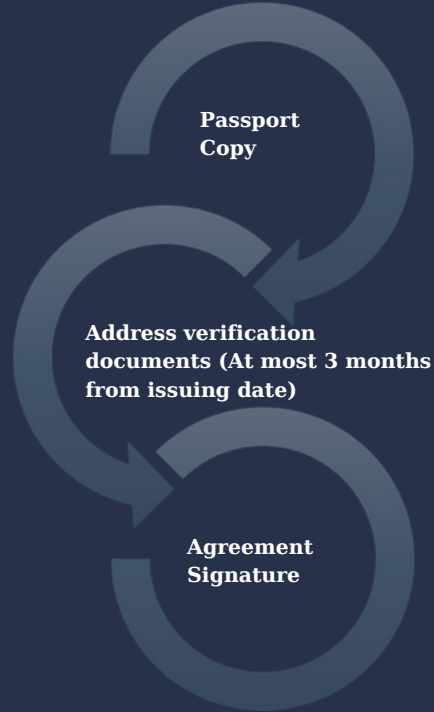 Passport
Copy
Address verification
documents (At most 3 months
from issuing date)
Agreement
Signature